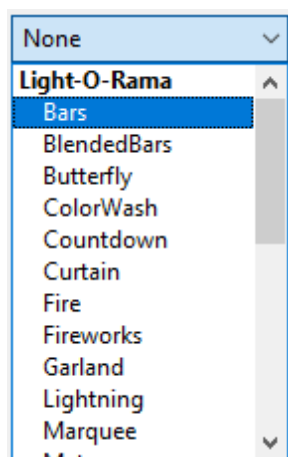 None
Light-O-Rama
Bars
BlendedBars
Butterfly
ColorWash
Countdown
Curtain
Fire
Fireworks
Garland
Lightning
Marquee